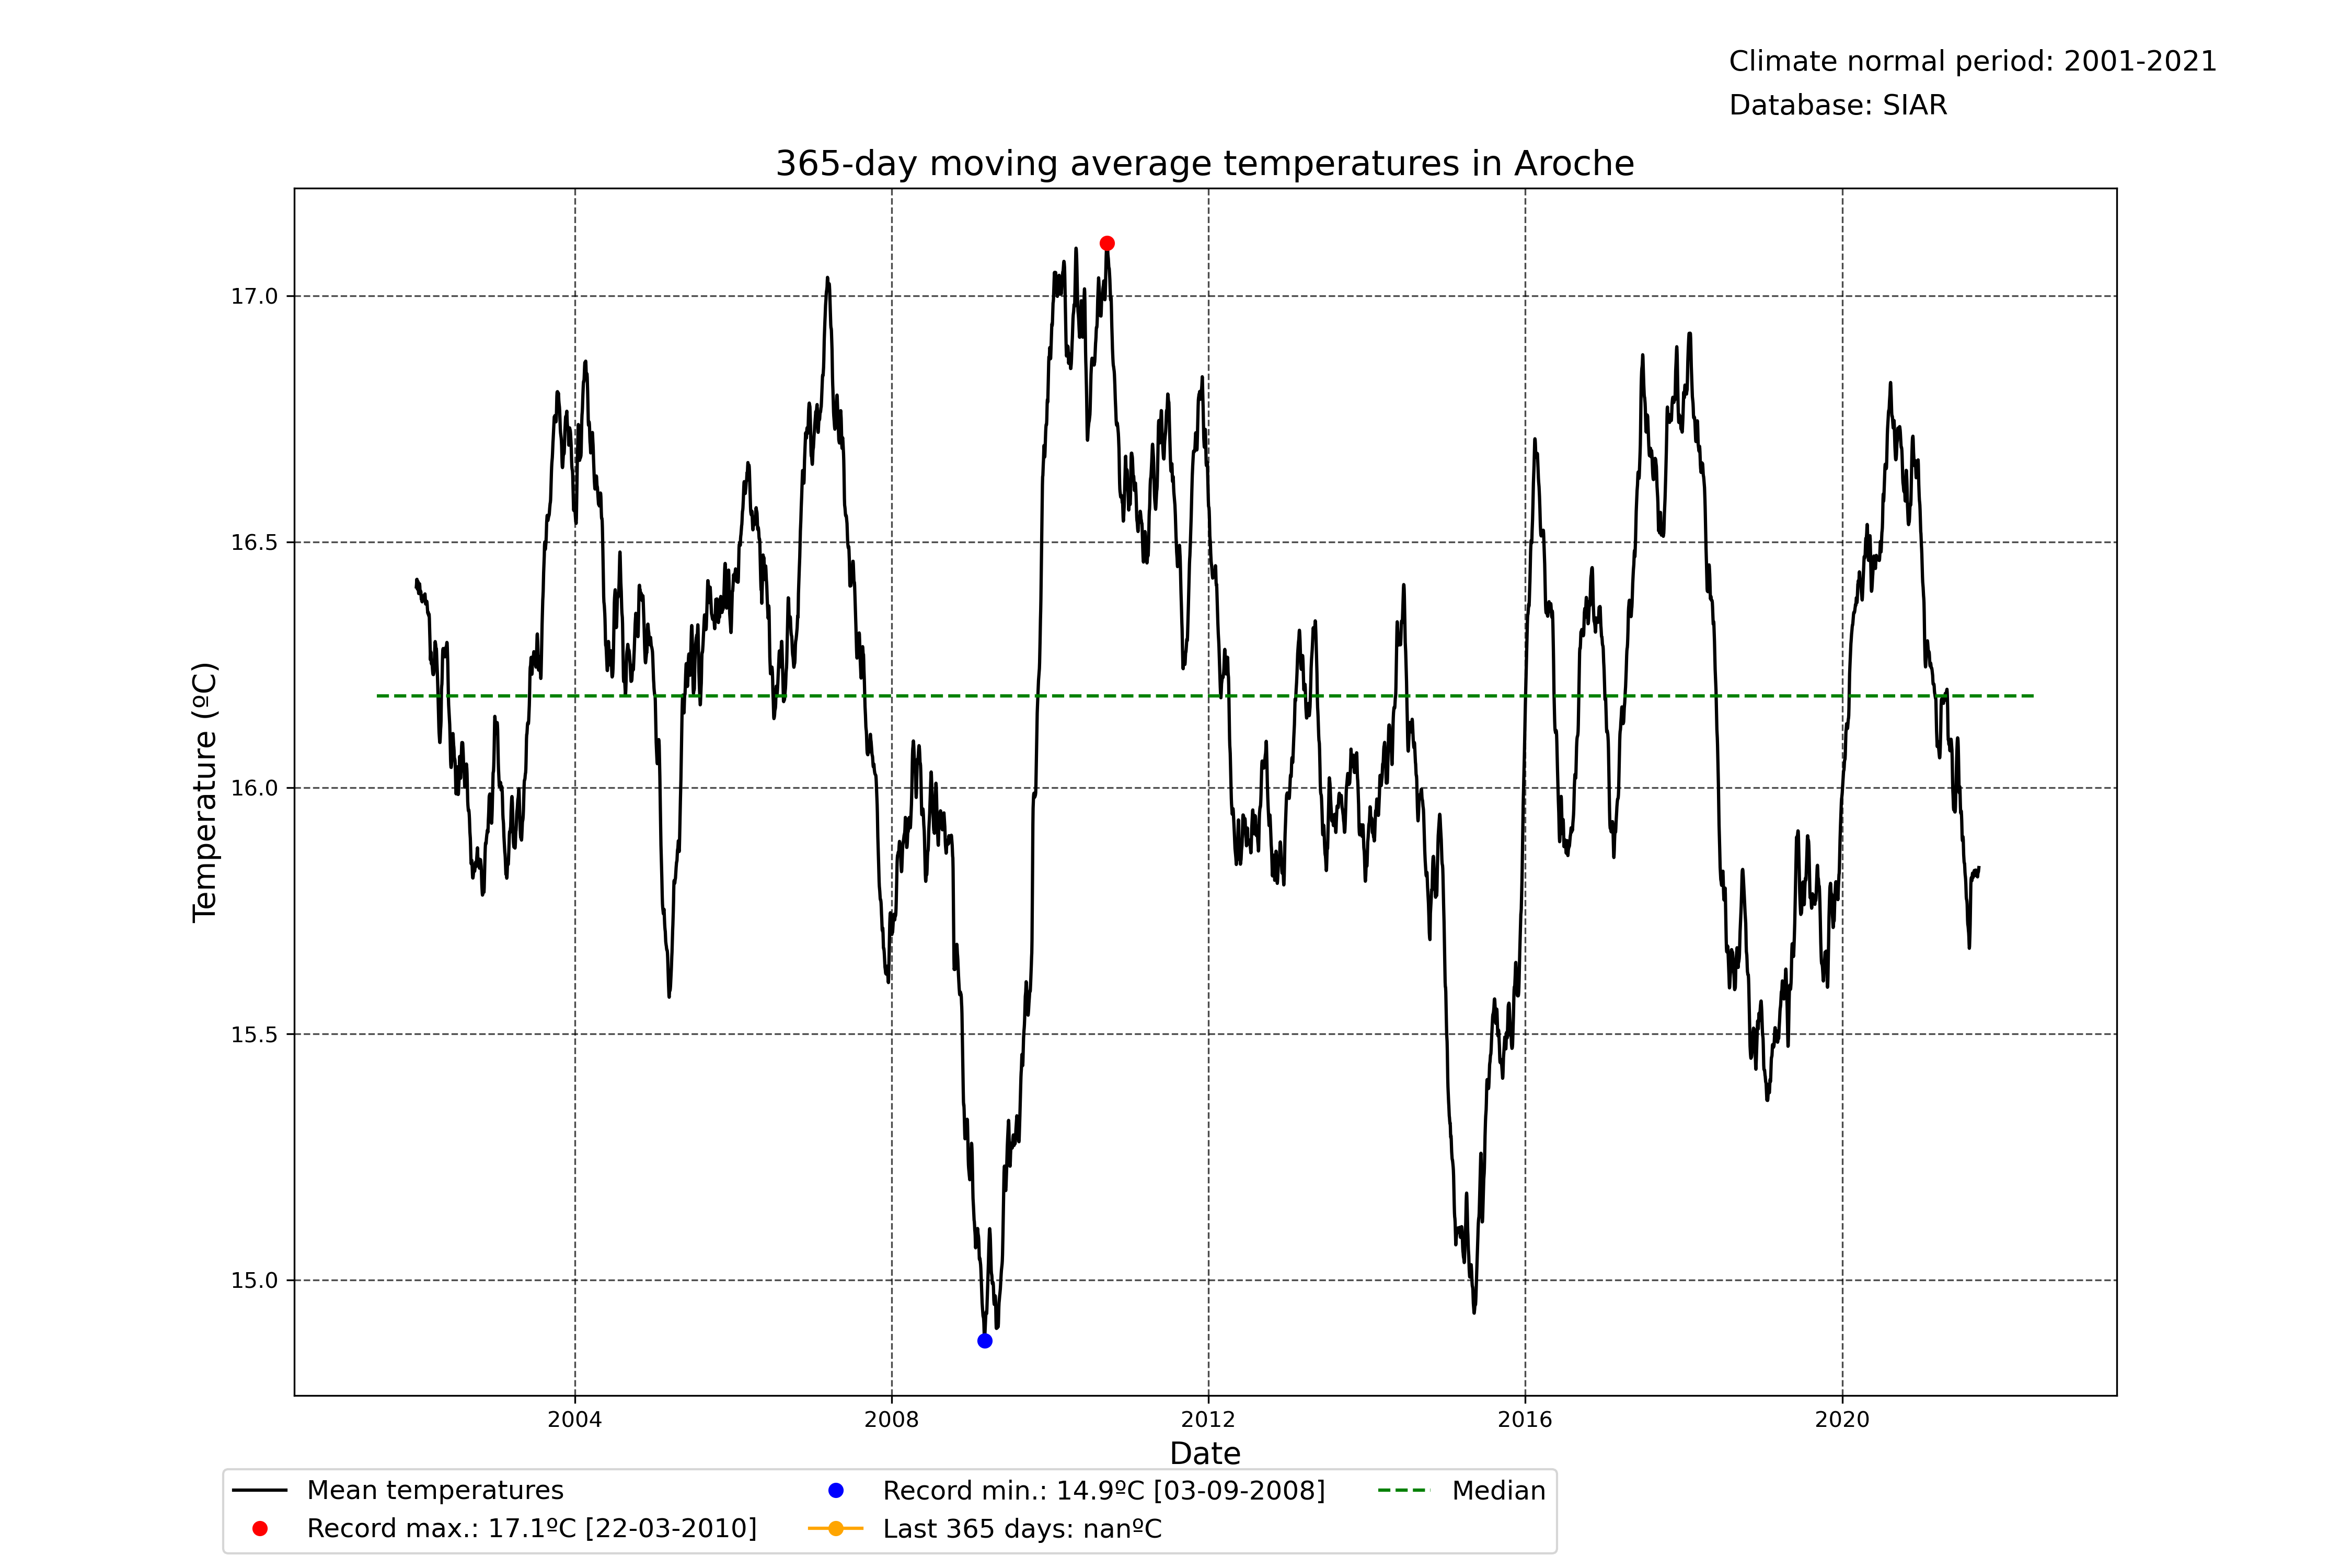 Climate normal period: 2001-2021
Database: SIAR
365-day moving average temperatures in Aroche
17.0
16.5
16.0
15.5
15.0
Temperature (ºC)
2004 2008 2012 2016 2020
Date
Mean temperatures
Record max.: 17.1ºC [22-03-2010]
Record min.: 14.9ºC [03-09-2008]
Last 365 days: nanºC
Median